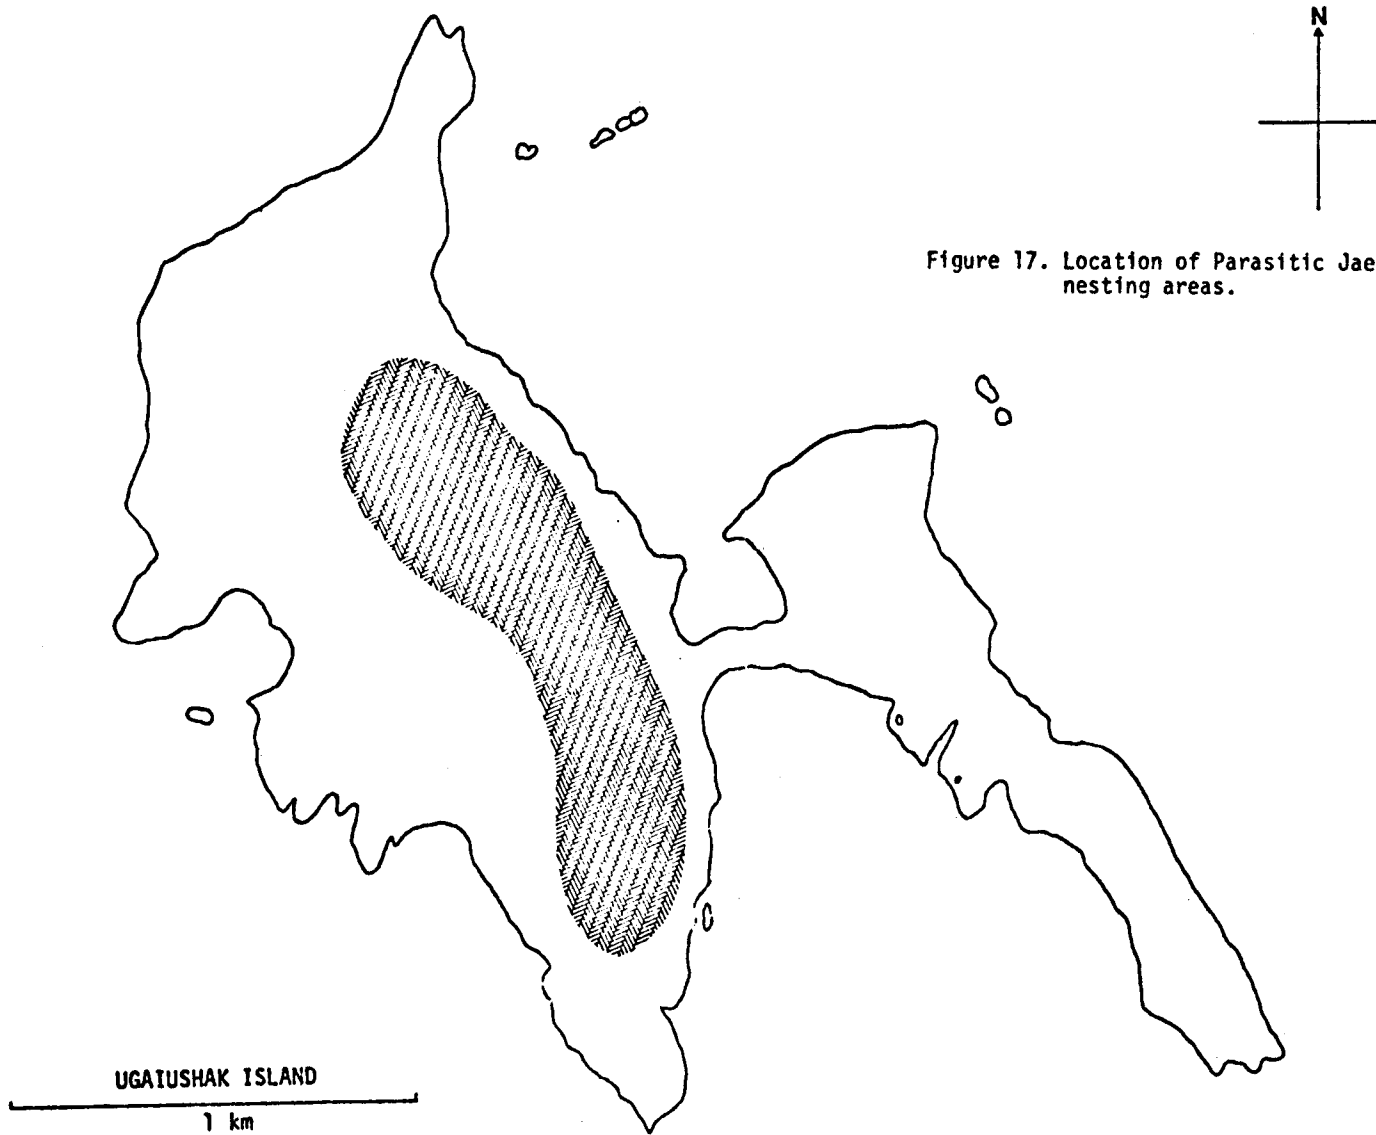 N
Figure 17. Location of Parasitic Jae
nesting areas.
UGAIUSHAK ISLAND
1 km